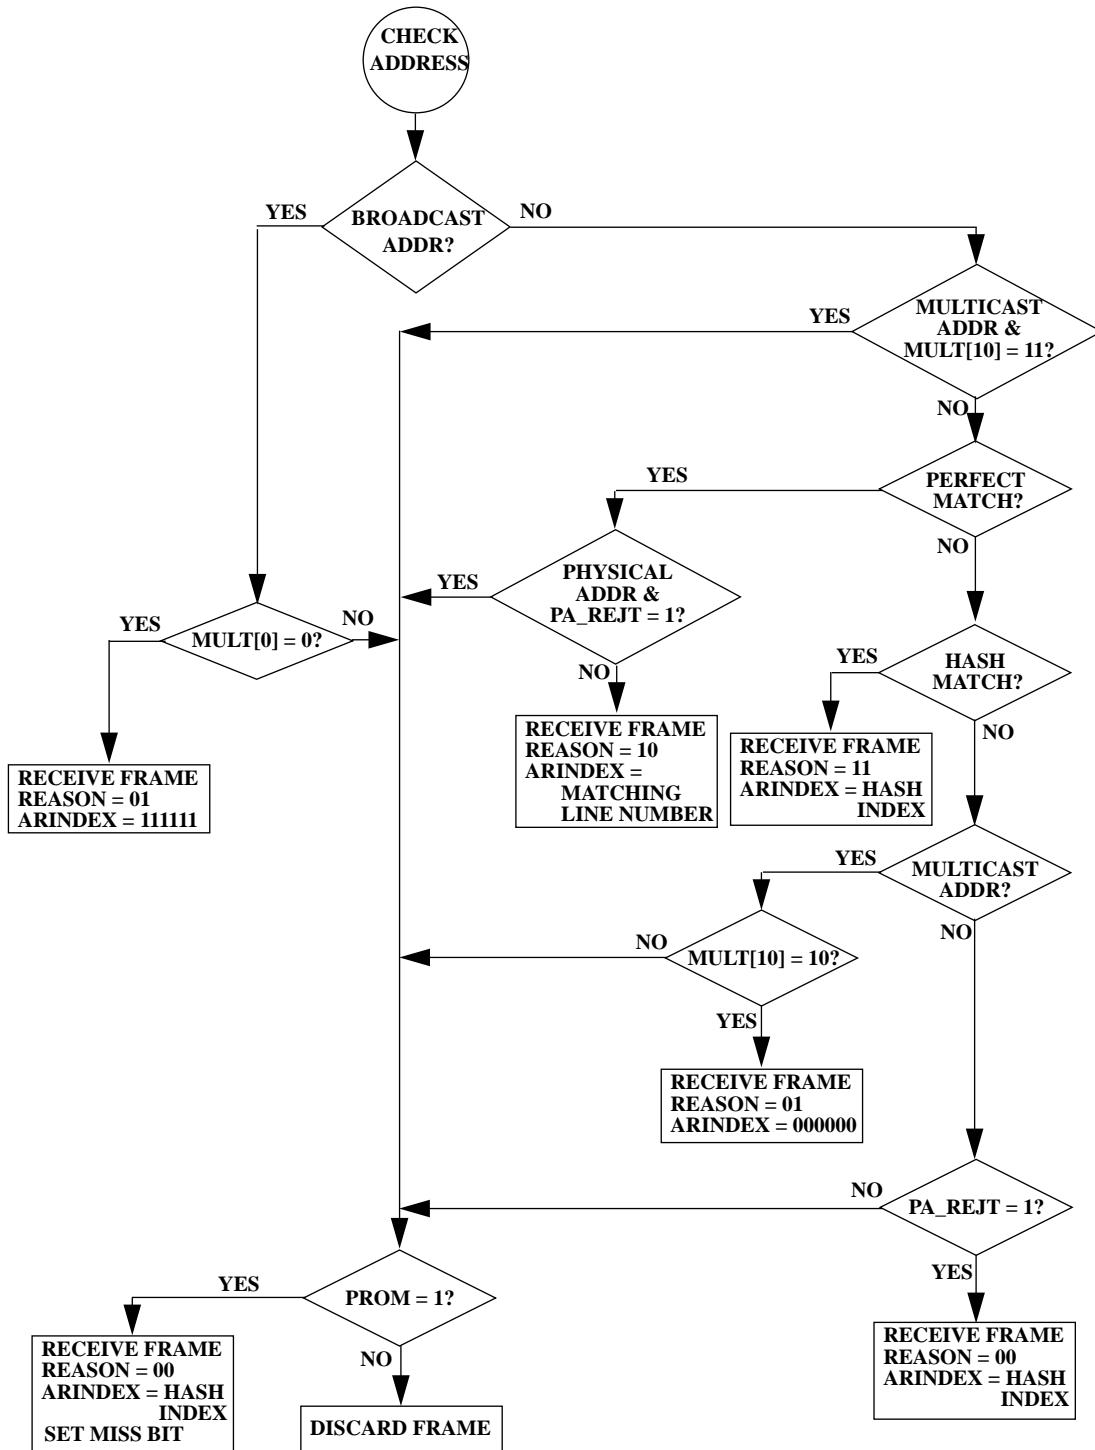 CHECK
ADDRESS
YES
BROADCAST
ADDR?
NO
YES
MULTICAST
ADDR &
MULT[10] = 11?
NO
YES
PERFECT
MATCH?
NO
YES
PHYSICAL
ADDR &
PA_REJT = 1?
NO
YES
MULT[0] = 0?
NO
YES
HASH
MATCH?
NO
RECEIVE FRAME
REASON = 01
ARINDEX = 111111
RECEIVE FRAME
REASON = 10
ARINDEX =
MATCHING
LINE NUMBER
RECEIVE FRAME
REASON = 11
ARINDEX = HASH
INDEX
YES
MULTICAST
ADDR?
NO
NO
MULT[10] = 10?
YES
RECEIVE FRAME
REASON = 01
ARINDEX = 000000
NO
PA_REJT = 1?
YES
YES
PROM = 1?
NO
RECEIVE FRAME
REASON = 00
ARINDEX = HASH
INDEX
SET MISS BIT
DISCARD FRAME
RECEIVE FRAME
REASON = 00
ARINDEX = HASH
INDEX